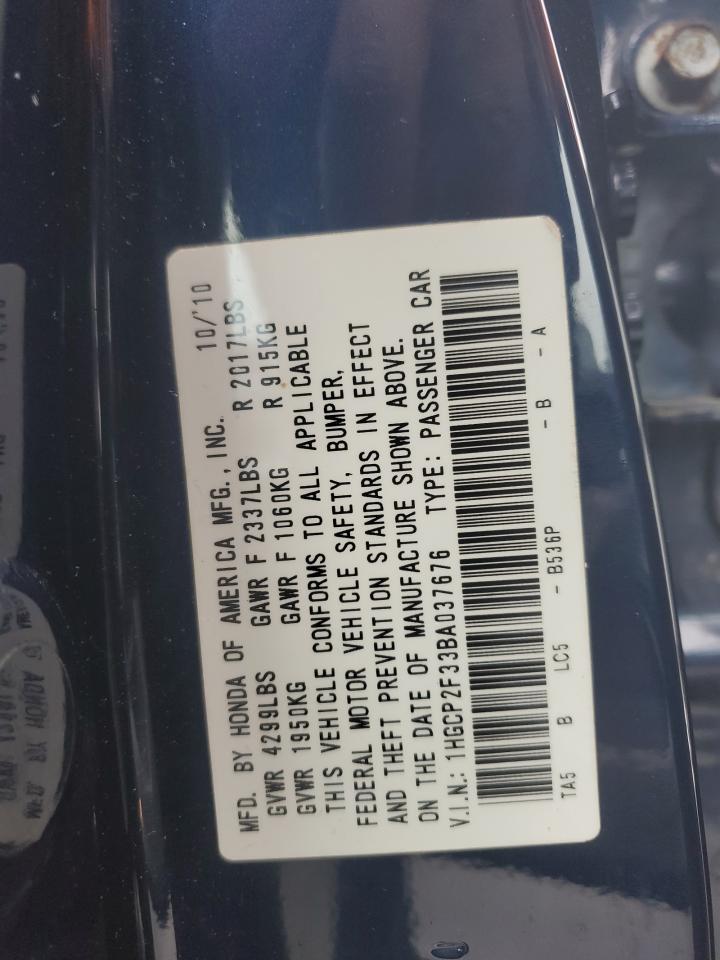 MFD. BY HONDA OF AMERICA MFG., INC. 10/'10
GVWR 4299LBS GAWR F 2337LBS R 2017LBS
GVWR 1950KG GAWR F 1060KG R 915KG
THIS VEHICLE CONFORMS TO ALL APPLICABLE
FEDERAL MOTOR VEHICLE SAFETY, BUMPER,
AND THEFT PREVENTION STANDARDS IN EFFECT
ON THE DATE OF MANUFACTURE SHOWN ABOVE.
V.I.N.: 1HGCP2F33BA037676 TYPE: PASSENGER CAR
TA5 B LC5 - B536P - B - A